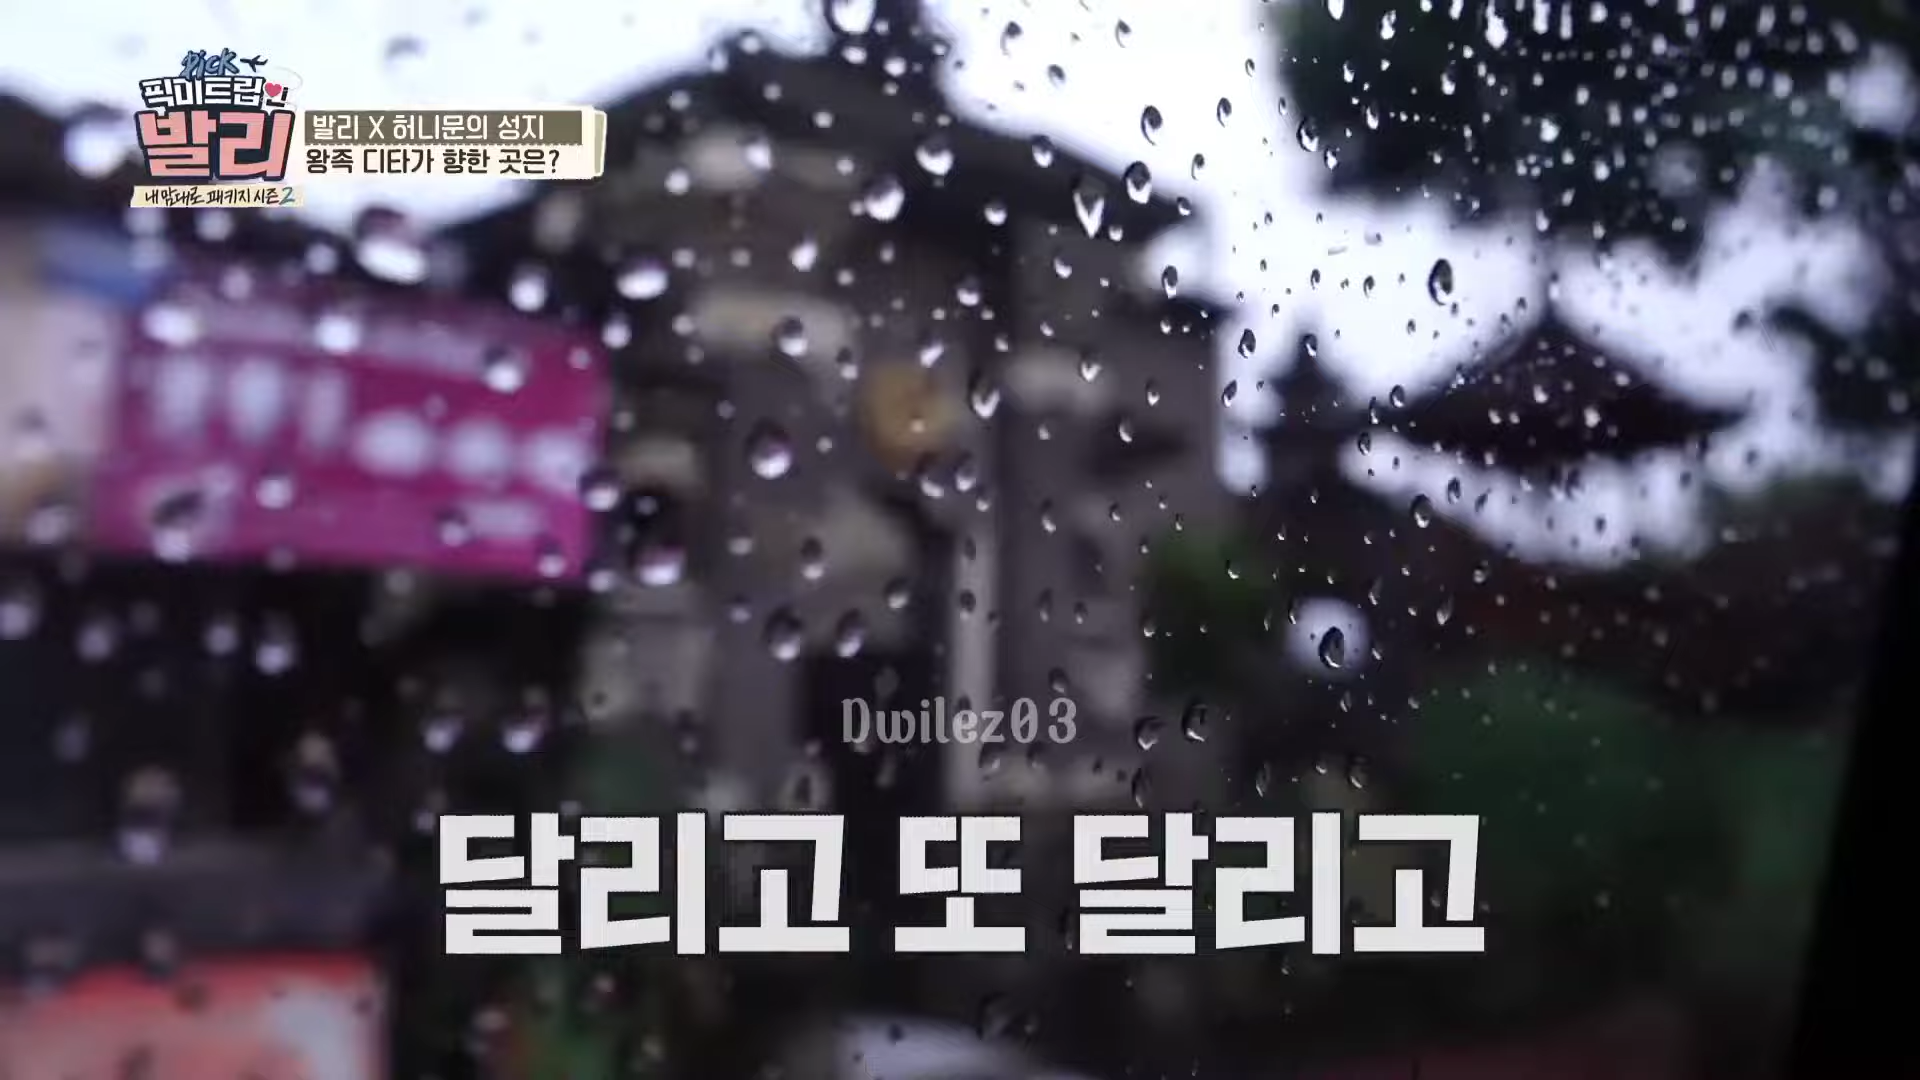 Pick
픽미트립인
발리
내 맘대로 패키지 시즌2
발리 X 허니문의 성지
왕족 디타가 향한 곳은?
Dwilez03
달리고 또 달리고